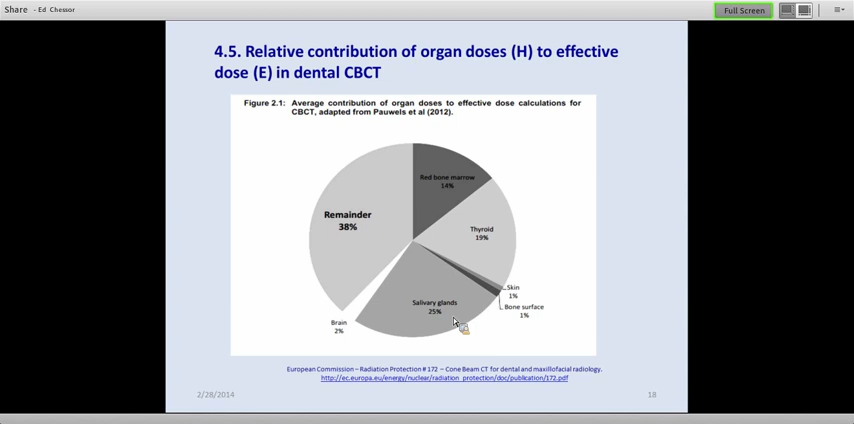 Share - Ed Chessor
Full Screen
4.5. Relative contribution of organ doses (H) to effective
dose (E) in dental CBCT
Figure 2.1: Average contribution of organ doses to effective dose calculations for
CBCT, adapted from Pauwels et al (2012).
Red bone marrow
14%
Remainder
38%
Thyroid
19%
Skin
1%
Bone surface
1%
Salivary glands
25%
Brain
2%
European Commission – Radiation Protection # 172 – Cone Beam CT for dental and maxillofacial radiology.
http://ec.europa.eu/energy/nuclear/radiation_protection/doc/publication/172.pdf
2/28/2014
18